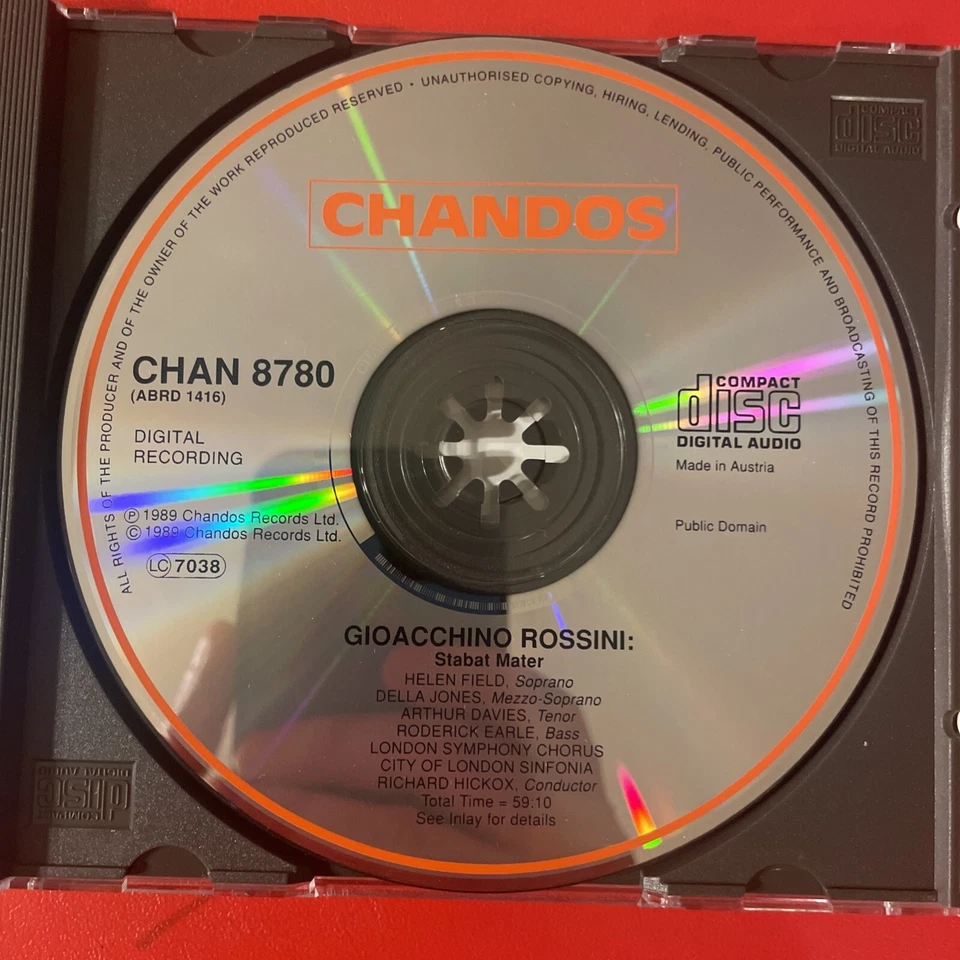 ALL RIGHTS OF THE PRODUCER AND OF THE OWNER OF THE WORK REPRODUCED RESERVED • UNAUTHORISED COPYING, HIRING, LENDING, PUBLIC PERFORMANCE AND BROADCASTING OF THIS RECORD PROHIBITED
COMPACT
disc
DIGITAL AUDIO
CHANDOS
CHAN 8780
(ABRD 1416)
DIGITAL
RECORDING
Ⓟ 1989 Chandos Records Ltd.
© 1989 Chandos Records Ltd.
LC 7038
COMPACT
disc
DIGITAL AUDIO
Made in Austria
Public Domain
GIOACCHINO ROSSINI:
Stabat Mater
HELEN FIELD, Soprano
DELLA JONES, Mezzo-Soprano
ARTHUR DAVIES, Tenor
RODERICK EARLE, Bass
LONDON SYMPHONY CHORUS
CITY OF LONDON SINFONIA
RICHARD HICKOX, Conductor
Total Time = 59:10
See Inlay for details
COMPACT
disc
DIGITAL AUDIO